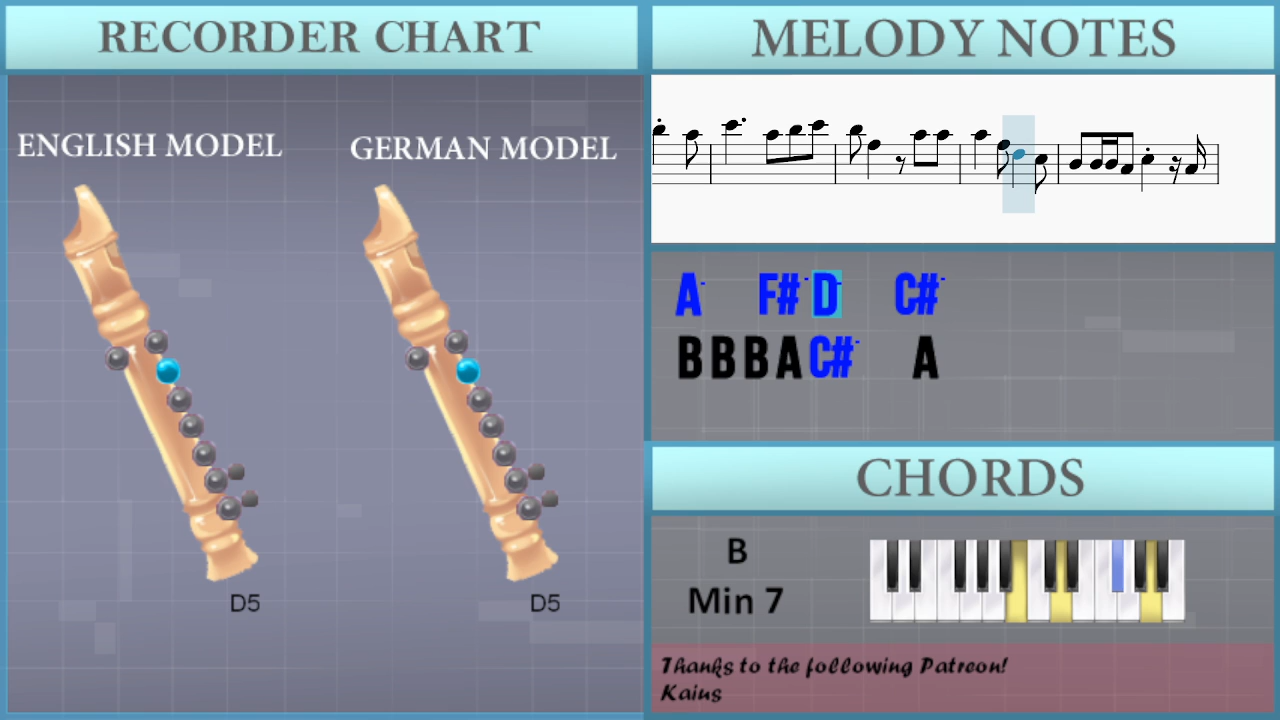 RECORDER CHART
MELODY NOTES
ENGLISH MODEL
GERMAN MODEL
A F# D C#
B B B A C# A
D5
D5
CHORDS
B
Min 7
Thanks to the following Patreon!
Kaius